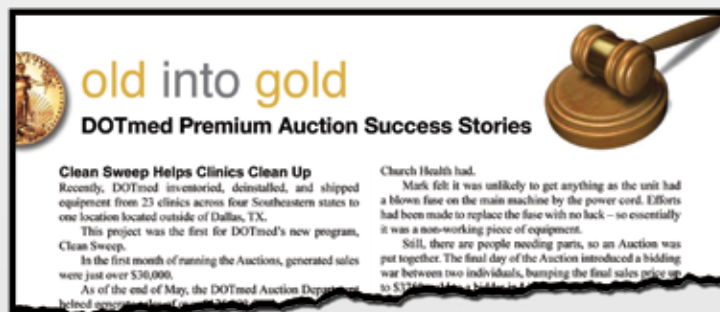 old into gold
DOTmed Premium Auction Success Stories
Clean Sweep Helps Clinics Clean Up
Recently, DOTmed inventoried, deinstalled, and shipped
equipment from 23 clinics across four Southeastern states to
one location located outside of Dallas, TX.
This project was the first for DOTmed's new program,
Clean Sweep.
In the first month of running the Auctions, generated sales
were just over $30,000.
As of the end of May, the DOTmed Auction Department
helped generate sales of over
Church Health had.
Mark felt it was unlikely to get anything as the unit had
a blown fuse on the main machine by the power cord. Efforts
had been made to replace the fuse with no luck – so essentially
it was a non-working piece of equipment.
Still, there are people needing parts, so an Auction was
put together. The final day of the Auction introduced a bidding
war between two individuals, bumping the final sales price up
to